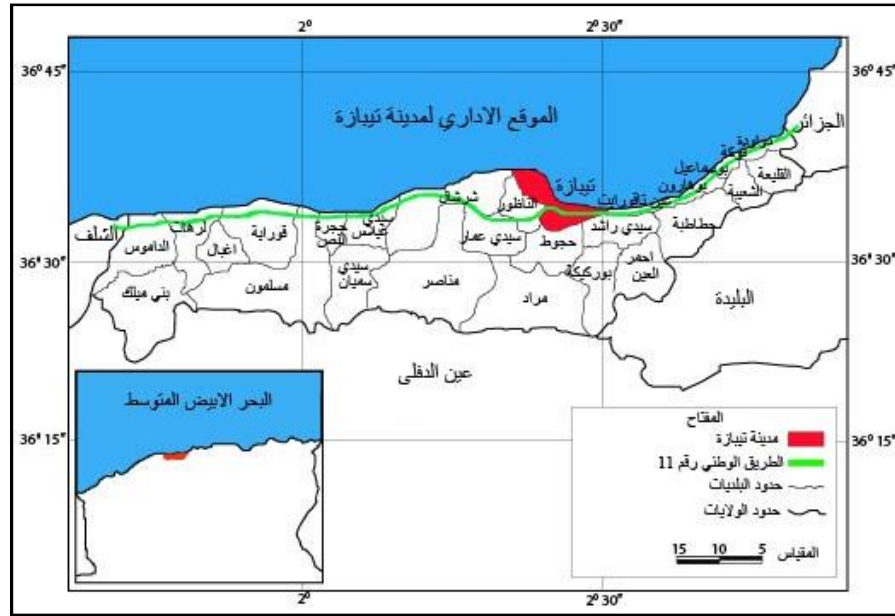 2° 2° 30"
36° 45" 36° 45"
الموقع الاداري لمدينة تيبازة
الجزائر
دواودة
فوكة
بوسماعيل
القليعة
بوهارون
الشعيبة
عين تاقورايت
حطاطبة
تيبازة
الناظور
شرشال
سيدي راشد
حجوط
سيدي عمار
سيدي
غيلاس
حجرة
النص
قوراية
لرهات
اغبال
الداموس
الشلف
36° 30" 36° 30"
احمر
العين
بوركيكة
مراد
مناصر
سيدي
سميان
مسلمون
بني ميلك
البليدة
عين الدفلى
البحر الابيض المتوسط
36° 15" 36° 15"
المفتاح
مدينة تيبازة
الطريق الوطني رقم 11
حدود البلديات
حدود الولايات
المقياس
15 10 5
2° 2° 30"